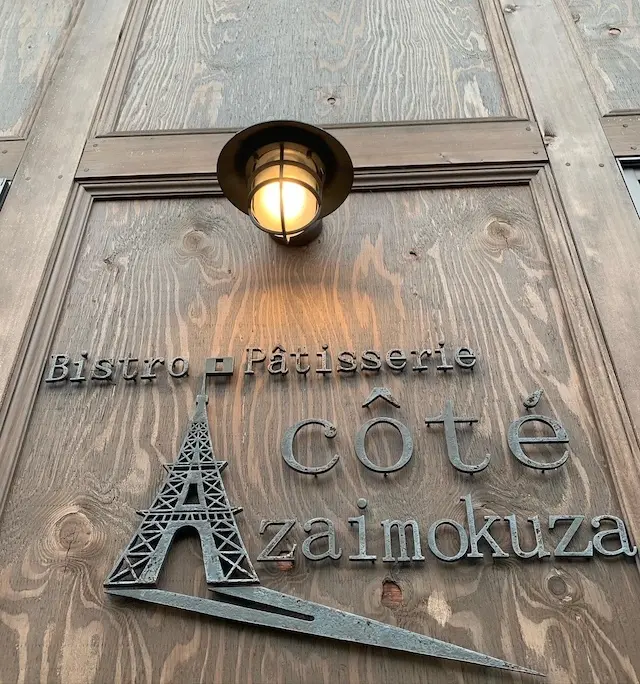 Bistro Pâtisserie
côté
zaimokuza